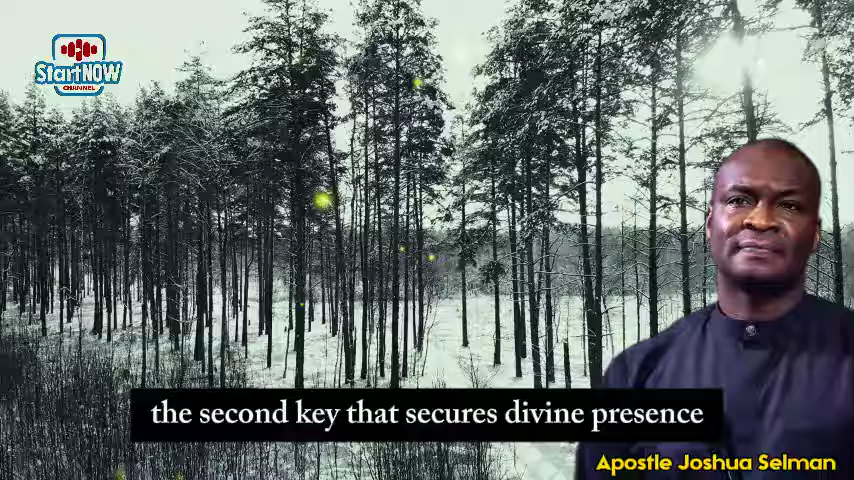 StartNOW
CHANNEL
the second key that secures divine presence
Apostle Joshua Selman